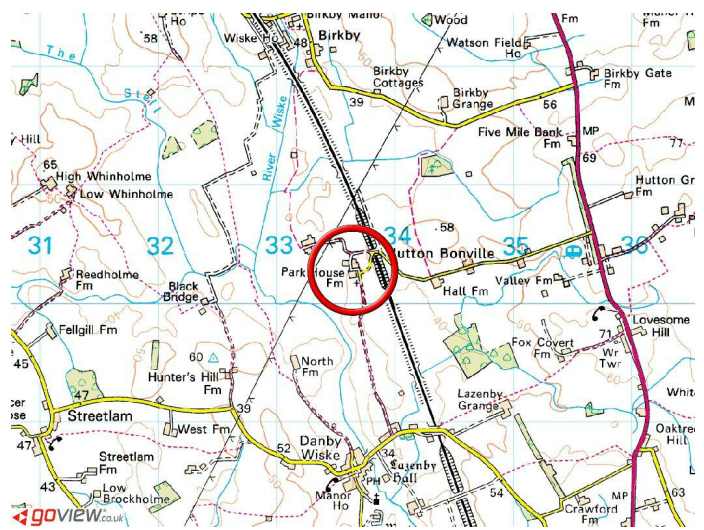 Ho
Birkby Manor
Wood
Fm
58
Wiske Ho
48
Birkby
Watson Field
Ho
The
Stell
Birkby
Cottages
39
Birkby
Grange
Birkby Gate
Fm
56
M
River Wiske
Five Mile Bank
Fm
MP
Hill
65
High Whinholme
Low Whinholme
69
77
Hutton Gr
Fm
58
31
32
33
34
35
36
Hutton Bonville
Park House
Fm
Reedholme
Fm
Black
Bridge
Hall Fm
Valley Fm
Fellgill Fm
Lovesome
Hill
71
Wr
Twr
Fox Covert
Fm
45
60
North
Fm
Hunter's Hill
Fm
47
Streetlam
39
West Fm
Lazenby
Grange
Whit
47
Danby
Wiske
52
34
Lazenby
Hall
Oaktree
Hill
Streetlam
Fm
43
Low
Brockholme
PH
Manor
Ho
54
Crawford
Fm
MP
63
goview.co.uk